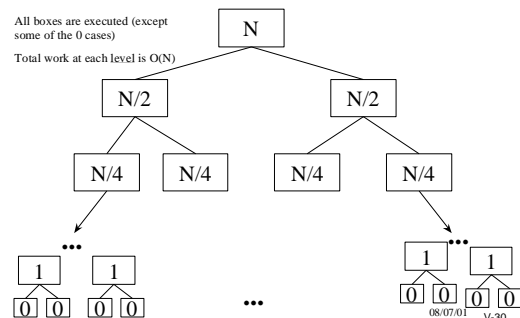 All boxes are executed (except
some of the 0 cases)
Total work at each level is O(N)
N
N/2 N/2
N/4 N/4 N/4 N/4
••• •••
1 1 1 1
0 0 0 0 ••• 0 0 0 0
08/07/01 V-30